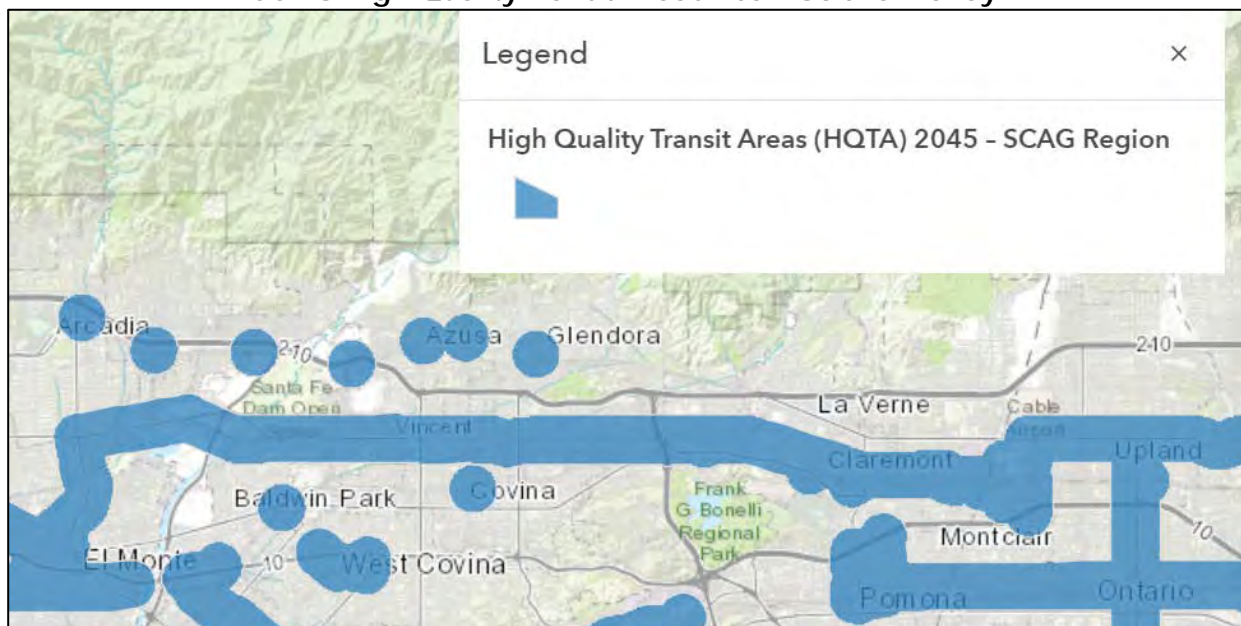 Legend
×
High Quality Transit Areas (HQTA) 2045 – SCAG Region
Arcadia
210
Azusa
Glendora
210
Santa Fe
Dam Open
La Verne
Cable
Airport
Vincent
Claremont
Upland
Baldwin Park
Covina
Frank
G Bonelli
Regional
Park
Montclair
10
El Monte
10
West Covina
Pomona
Ontario